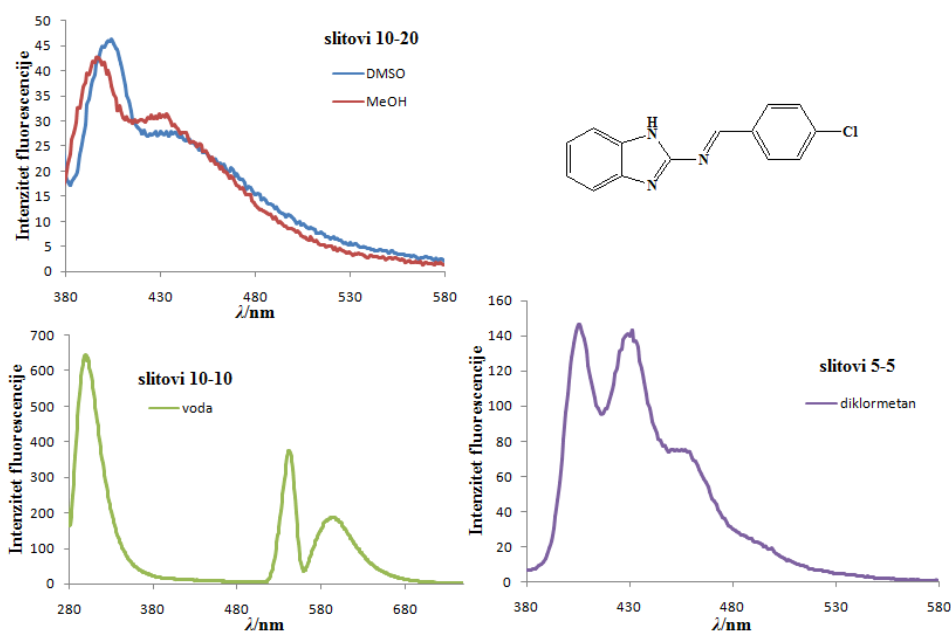 slitovi 10-20
DMSO
MeOH
Intenzitet fluorescencije
50
45
40
35
30
25
20
15
10
5
0
380 430 480 530 580
λ/nm
H
N
N
N
Cl
slitovi 10-10
voda
Intenzitet fluorescencije
700
600
500
400
300
200
100
0
280 380 480 580 680
λ/nm
slitovi 5-5
diklormetan
Intenzitet fluorescencije
160
140
120
100
80
60
40
20
0
380 430 480 530 580
λ/nm